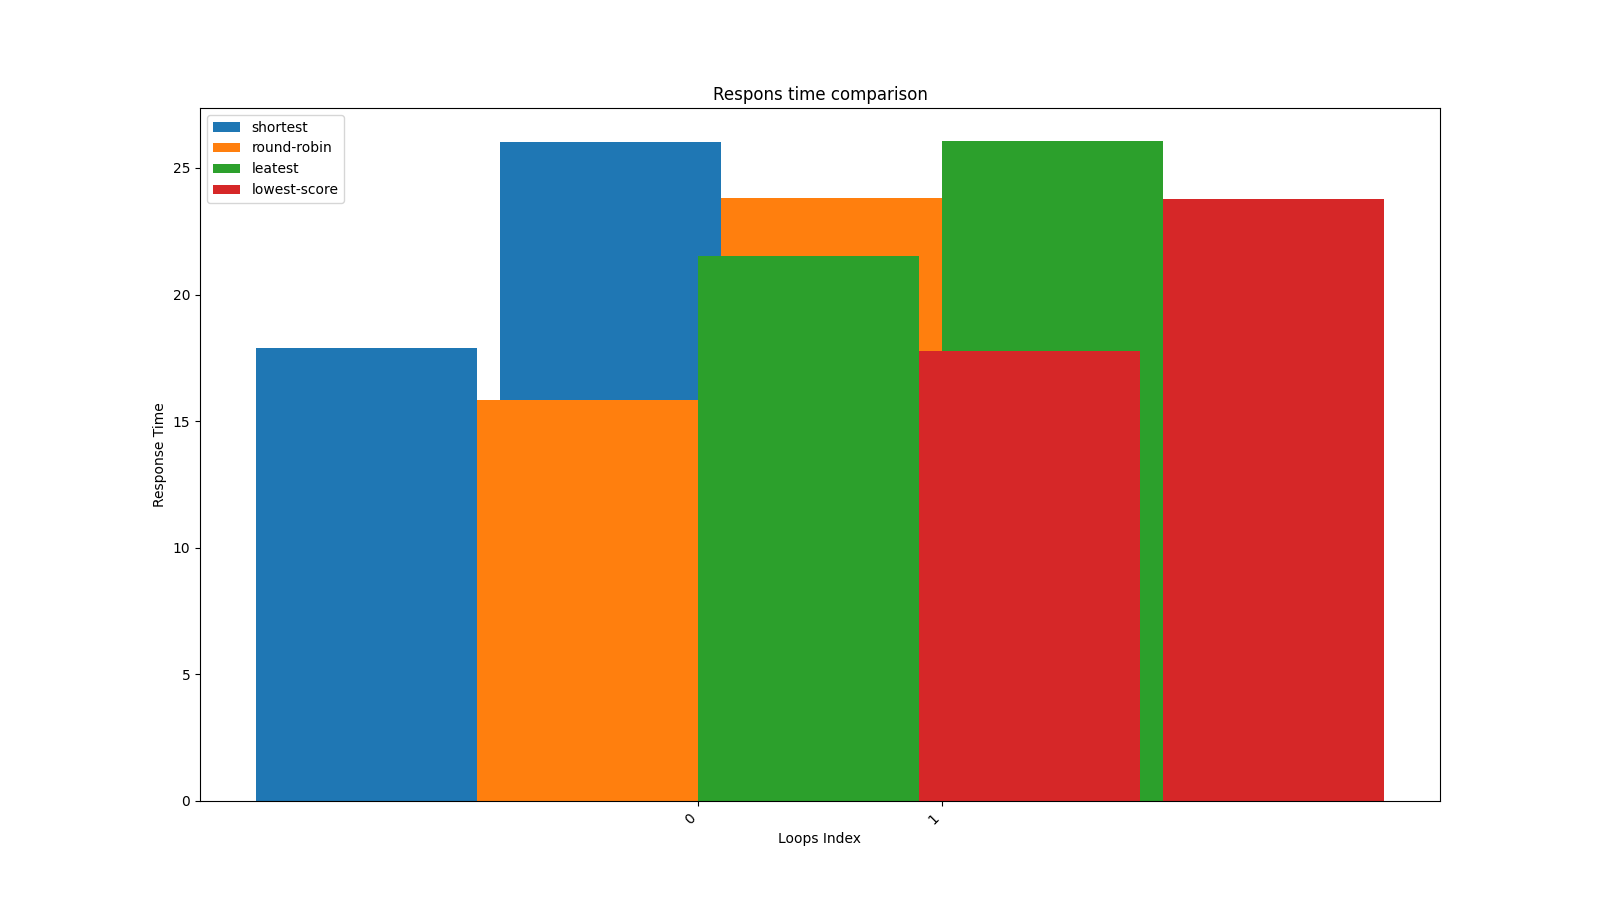 Respons time comparison
shortest
round-robin
leatest
lowest-score
25
20
15
10
5
0
Response Time
0
1
Loops Index